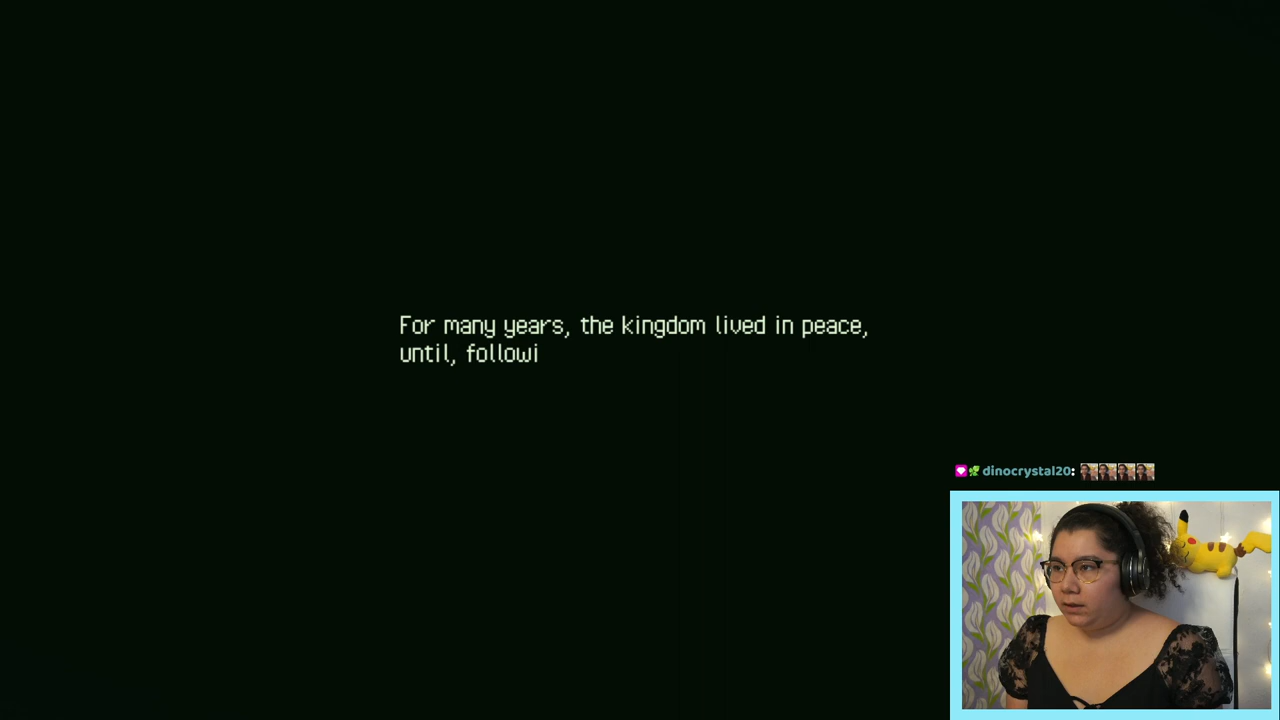 For many years, the kingdom lived in peace,
until, followi
dinocrystal20: